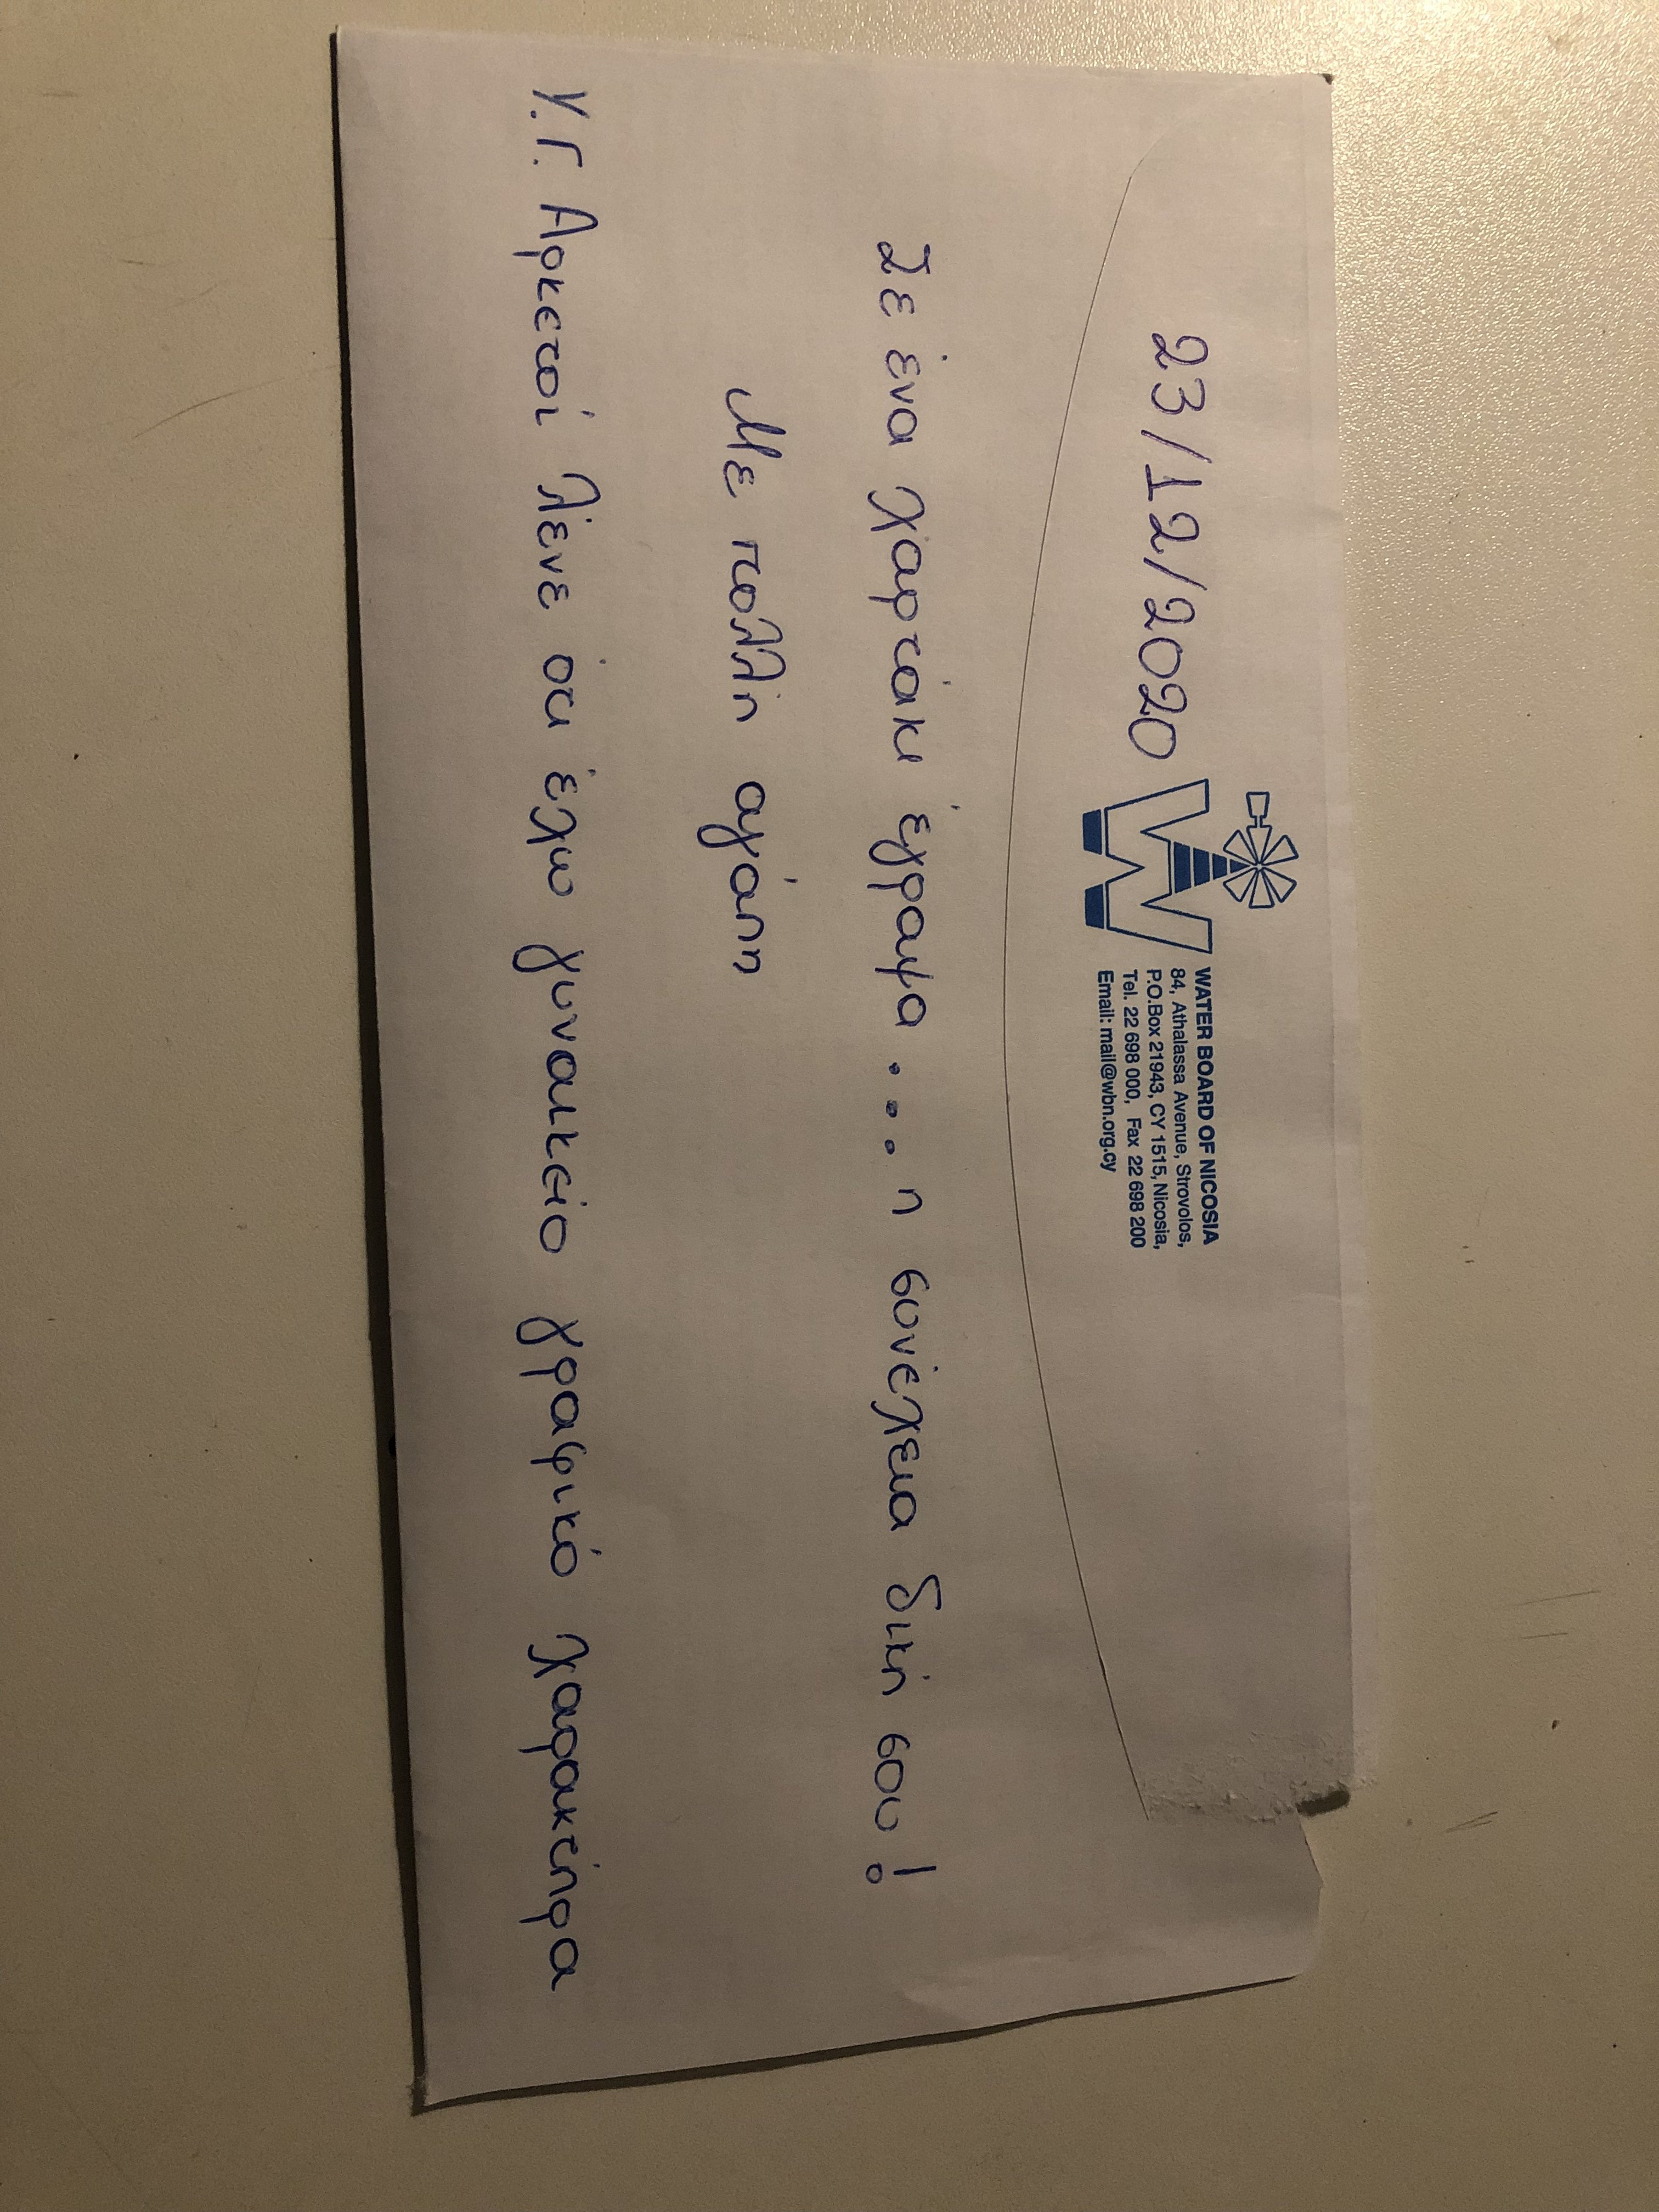 23/12/2020
WATER BOARD OF NICOSIA
84, Athalassa Avenue, Strovolos,
P.O.Box 21943, CY 1515, Nicosia,
Tel. 22 698 000, Fax 22 698 200
Email: mail@wbn.org.cy
Σε ένα χαρτάκι έγραψα... η συνέχεια δική σου!
Με πολλή αγάπη
Υ.Γ. Αρκετοί λένε ότι έχω γυναικείο γραφικό χαρακτήρα